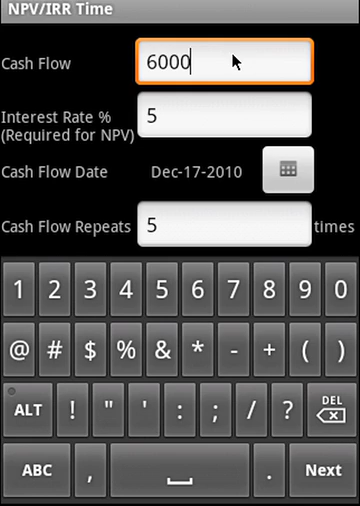 NPV/IRR Time
Cash Flow 6000
Interest Rate % 5
(Required for NPV)
Cash Flow Date Dec-17-2010
Cash Flow Repeats 5 times
1 2 3 4 5 6 7 8 9 0
@ # $ % & * - + ( )
ALT ! " ' : ; / ? DEL
ABC , . Next